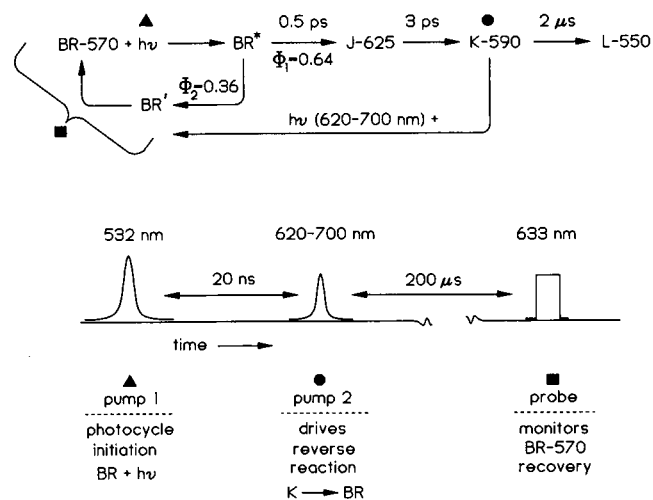 ▲ ●
0.5 ps 3 ps 2 μs
BR-570 + hν BR* J-625 K-590 L-550
Φ₁=0.64
Φ₂=0.36
BR'
■ hν (620-700 nm) +
532 nm 620-700 nm 633 nm
20 ns 200 μs
time
▲ ● ■
pump 1 pump 2 probe
photocycle drives monitors
initiation reverse BR-570
BR + hν reaction recovery
K → BR